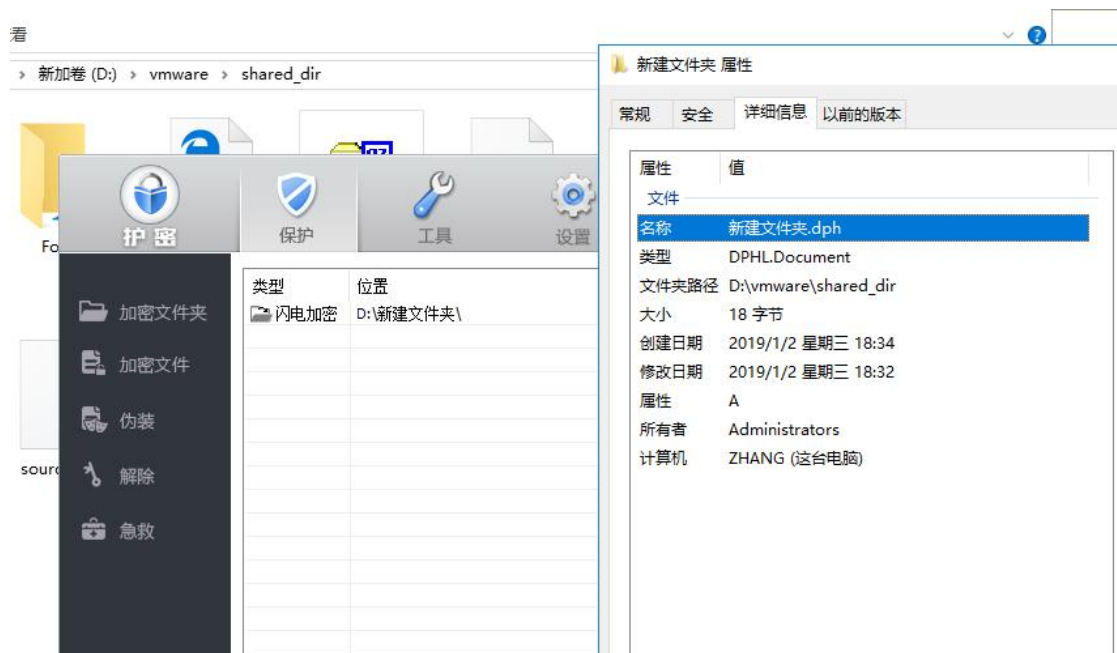 看
> 新加卷 (D:) > vmware > shared_dir
新建文件夹 属性
常规 安全 详细信息 以前的版本
属性 值
文件
名称 新建文件夹.dph
类型 DPHL.Document
文件夹路径 D:\vmware\shared_dir
大小 18 字节
创建日期 2019/1/2 星期三 18:34
修改日期 2019/1/2 星期三 18:32
属性 A
所有者 Administrators
计算机 ZHANG (这台电脑)
护密
保护
工具
设置
Fo
加密文件夹
加密文件
伪装
解除
急救
sour
类型 位置
闪电加密 D:\新建文件夹\